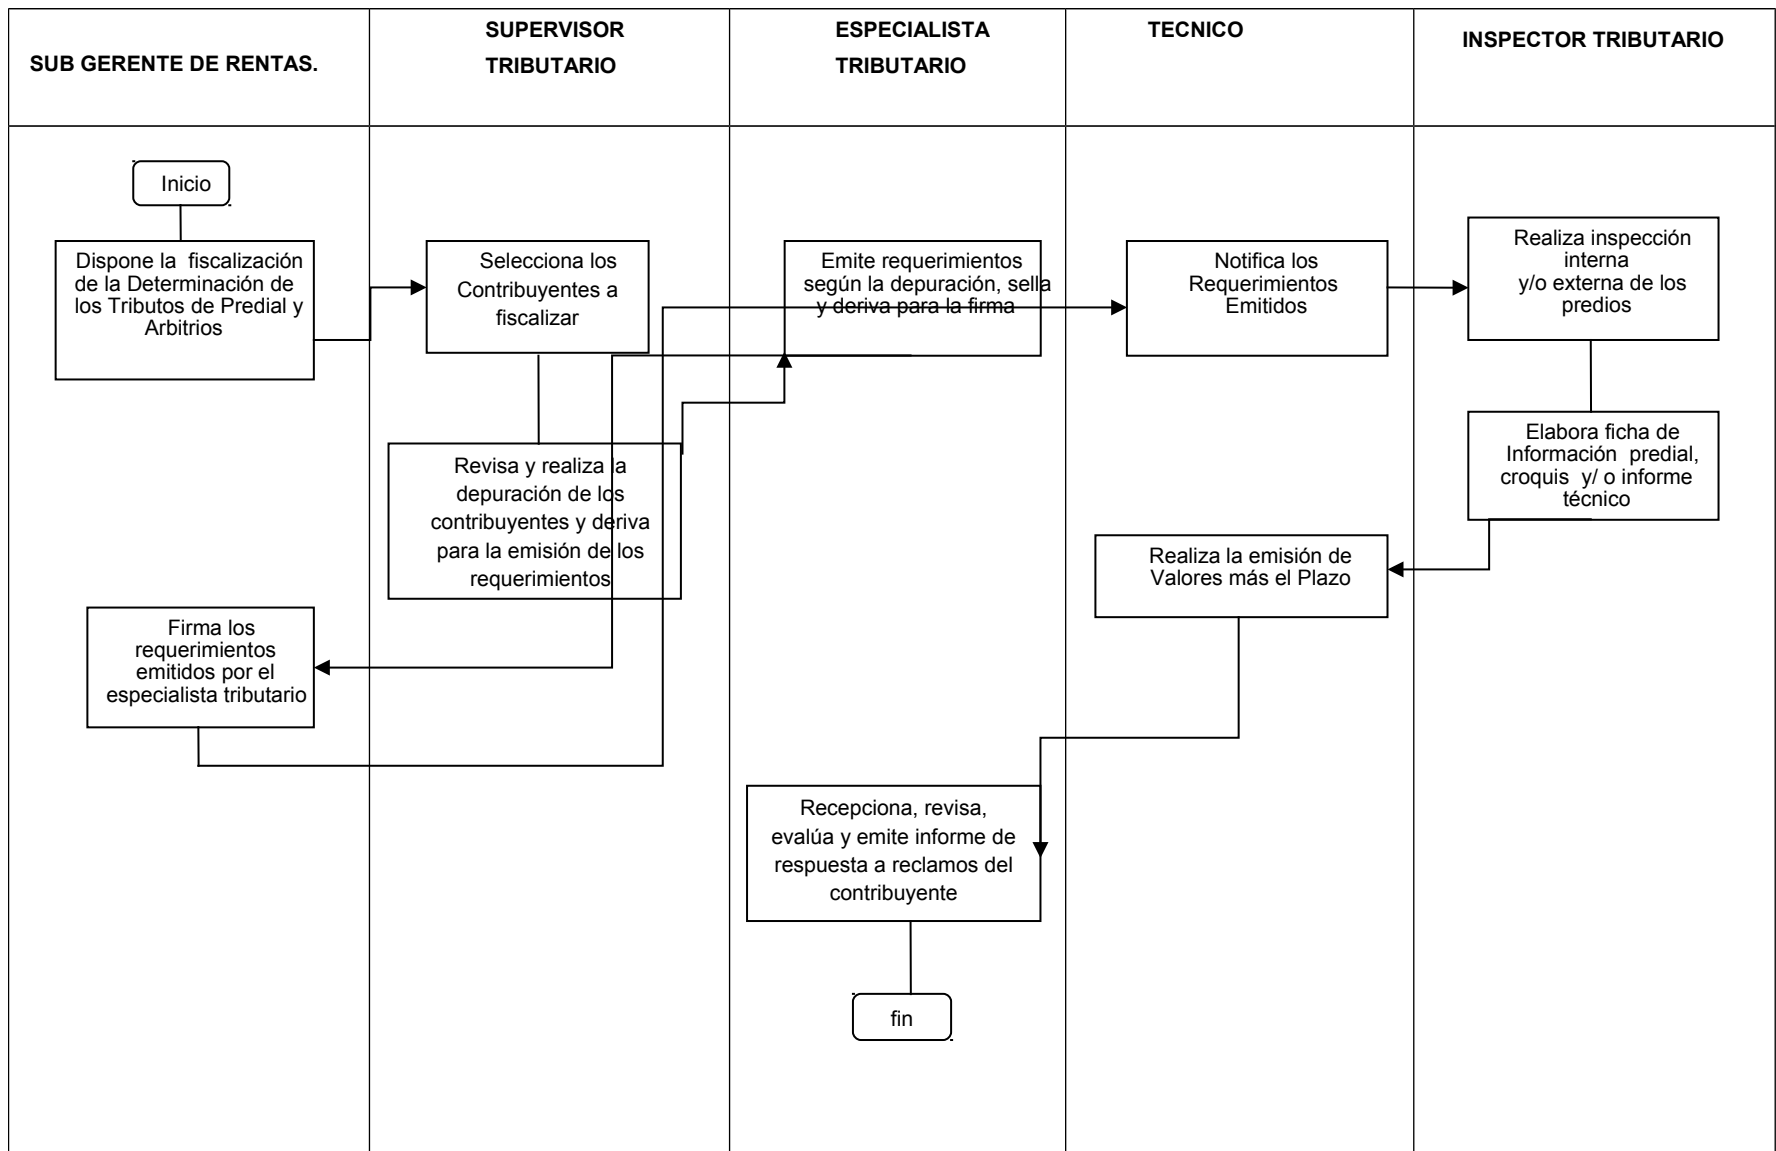 SUB GERENTE DE RENTAS.
SUPERVISOR
TRIBUTARIO
ESPECIALISTA
TRIBUTARIO
TECNICO
INSPECTOR TRIBUTARIO
Inicio
Dispone la fiscalización
de la Determinación de
los Tributos de Predial y
Arbitrios
Selecciona los
Contribuyentes a
fiscalizar
Emite requerimientos
según la depuración, sella
y deriva para la firma
Notifica los
Requerimientos
Emitidos
Realiza inspección
interna
y/o externa de los
predios
Revisa y realiza la
depuración de los
contribuyentes y deriva
para la emisión de los
requerimientos
Elabora ficha de
Información predial,
croquis y/ o informe
técnico
Realiza la emisión de
Valores más el Plazo
Firma los
requerimientos
emitidos por el
especialista tributario
Recepciona, revisa,
evalúa y emite informe de
respuesta a reclamos del
contribuyente
fin